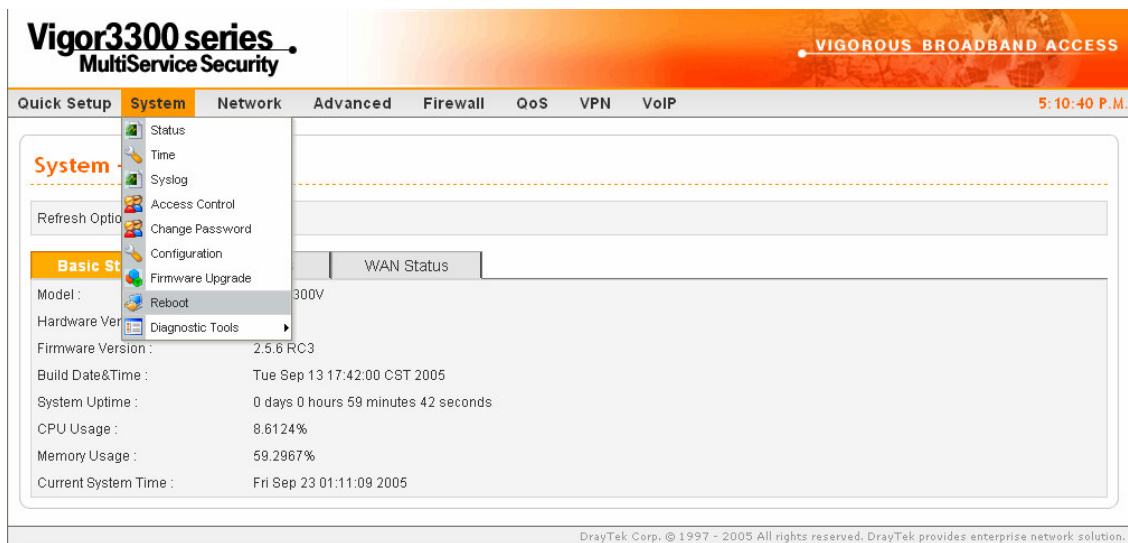 Vigor3300 series
MultiService Security
VIGOROUS BROADBAND ACCESS
Quick Setup System Network Advanced Firewall QoS VPN VoIP 5:10:40 P.M.
Status
Time
Syslog
Access Control
Change Password
Configuration
Firmware Upgrade
Reboot
Diagnostic Tools
System -
Refresh Optio
Basic St
WAN Status
Model : 300V
Hardware Ver
Firmware Version : 2.5.6 RC3
Build Date&Time : Tue Sep 13 17:42:00 CST 2005
System Uptime : 0 days 0 hours 59 minutes 42 seconds
CPU Usage : 8.6124%
Memory Usage : 59.2967%
Current System Time : Fri Sep 23 01:11:09 2005
DrayTek Corp. © 1997 - 2005 All rights reserved. DrayTek provides enterprise network solution.